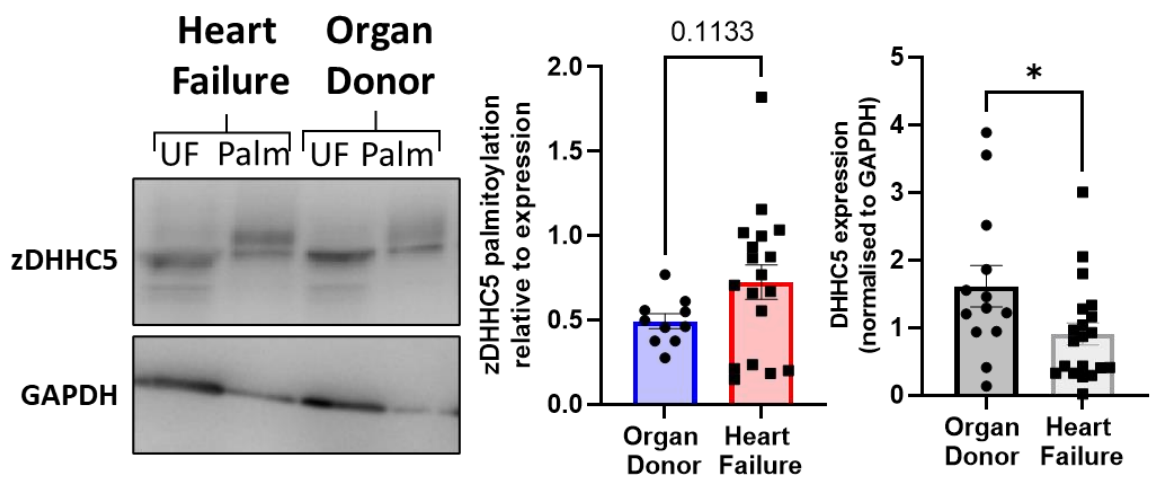 Heart
Failure
Organ
Donor
UF Palm UF Palm
zDHHC5
GAPDH
0.1133
zDHHC5 palmitoylation
relative to expression
2.0
1.5
1.0
0.5
0.0
Organ
Donor
Heart
Failure
*
DHHC5 expression
(normalised to GAPDH)
5
4
3
2
1
0
Organ
Donor
Heart
Failure